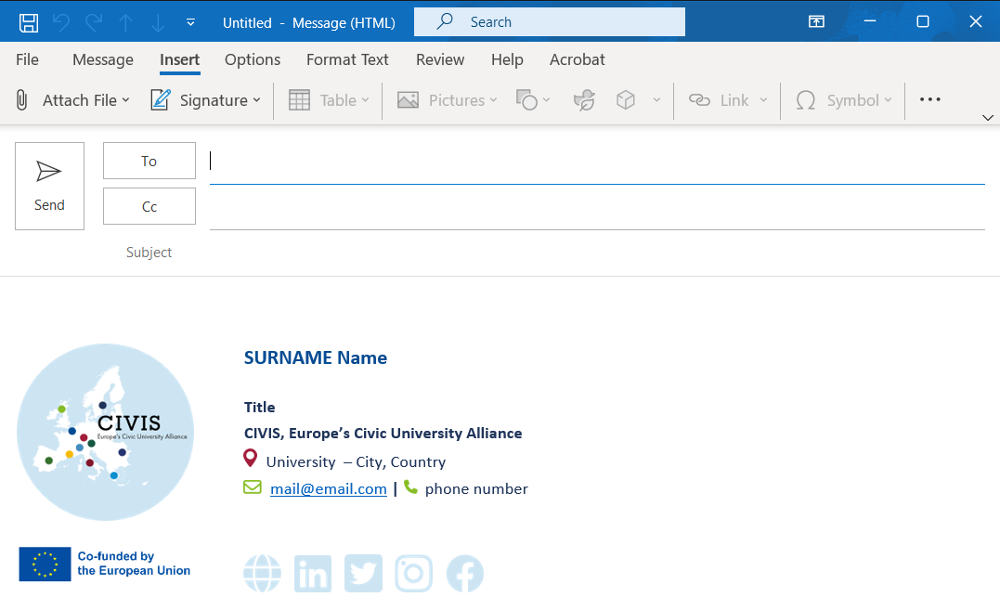 Untitled - Message (HTML)
Search
File Message Insert Options Format Text Review Help Acrobat
Attach File Signature Table Pictures Link Symbol
To
Send
Cc
Subject
SURNAME Name
Title
CIVIS, Europe's Civic University Alliance
University – City, Country
mail@email.com | phone number
CIVIS
Europe's Civic University Alliance
Co-funded by
the European Union